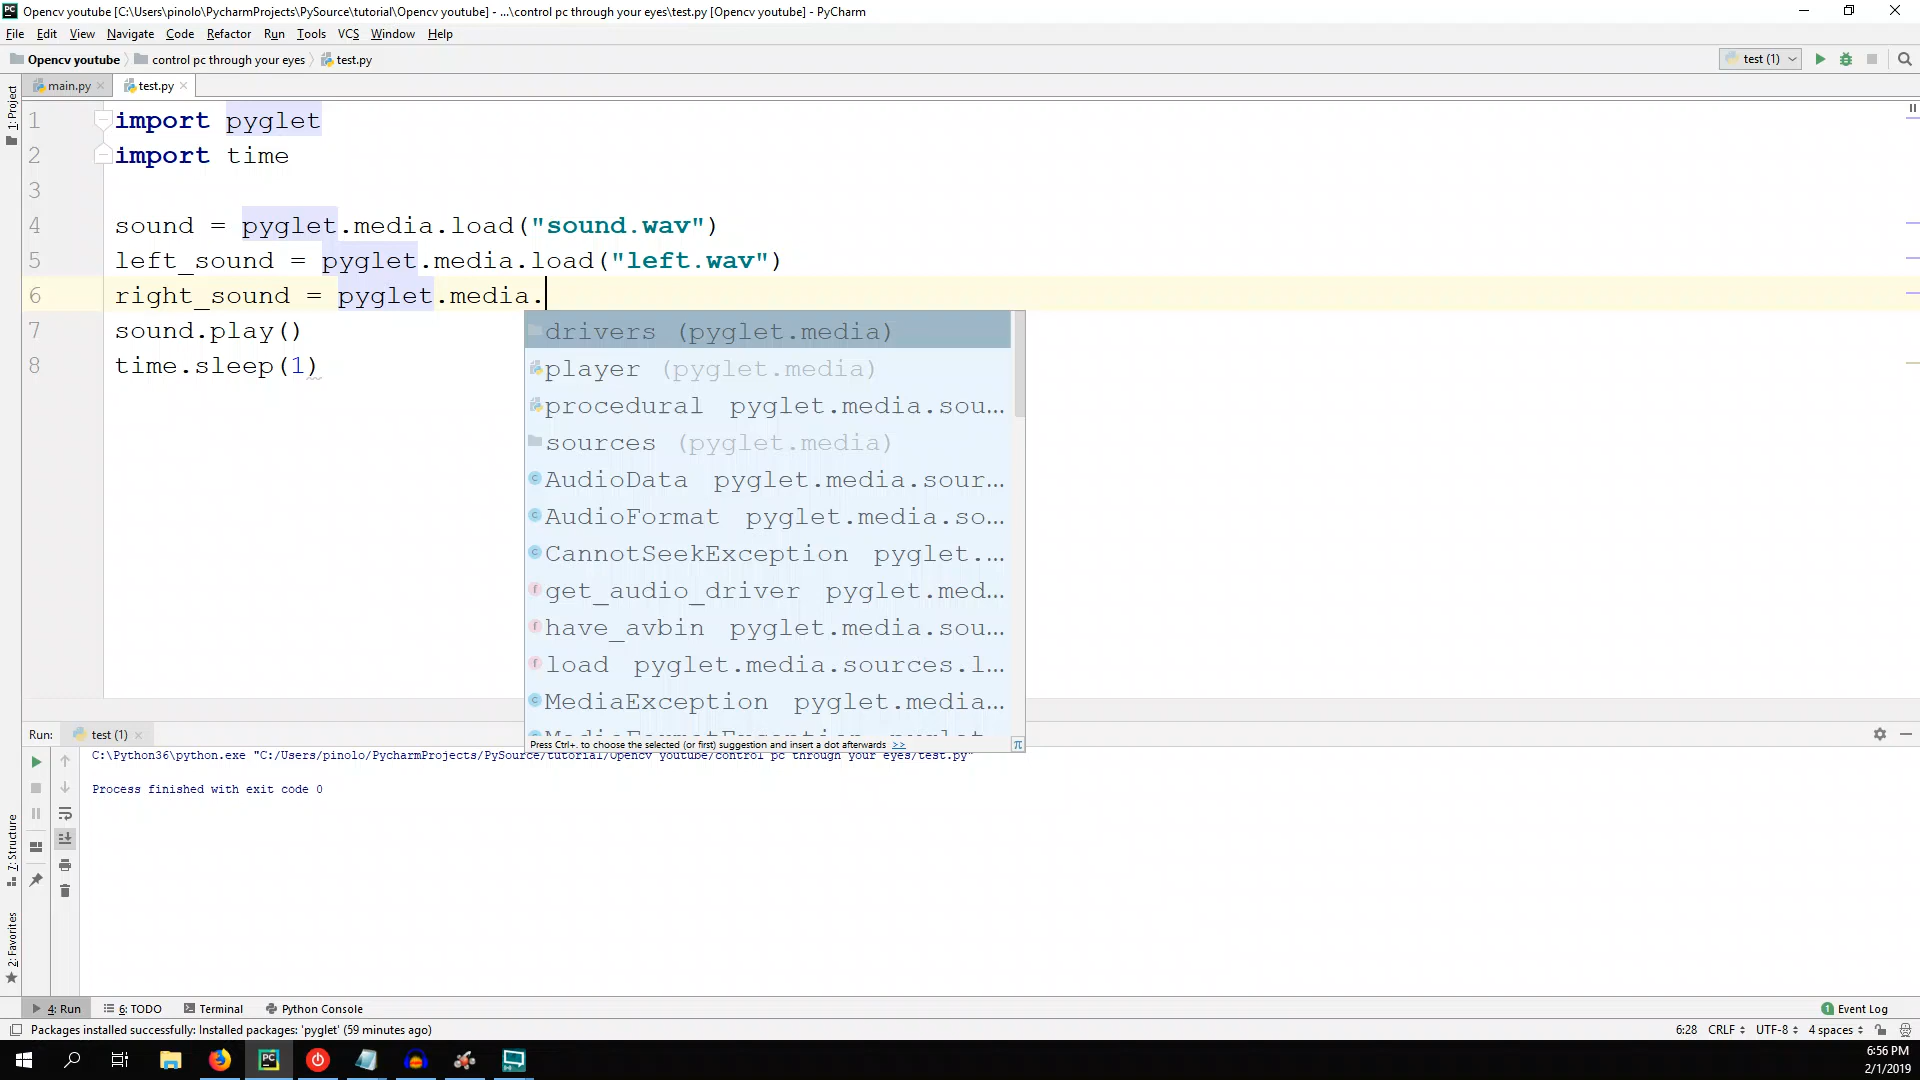 Opencv youtube [C:\Users\pinolo\PycharmProjects\PySource\tutorial\Opencv youtube] - ...\control pc through your eyes\test.py [Opencv youtube] - PyCharm
File Edit View Navigate Code Refactor Run Tools VCS Window Help
Opencv youtube control pc through your eyes test.py test (1)
main.py test.py
1: Project
1 import pyglet
2 import time
3
4 sound = pyglet.media.load("sound.wav")
5 left_sound = pyglet.media.load("left.wav")
6 right_sound = pyglet.media.
7 sound.play()
8 time.sleep(1)
drivers (pyglet.media)
player (pyglet.media)
procedural pyglet.media.sou...
sources (pyglet.media)
AudioData pyglet.media.sour...
AudioFormat pyglet.media.so...
CannotSeekException pyglet....
get_audio_driver pyglet.med...
have_avbin pyglet.media.sou...
load pyglet.media.sources.l...
MediaException pyglet.media...
MediaFormatException pyglet
Press Ctrl+. to choose the selected (or first) suggestion and insert a dot afterwards >> π
Run: test (1)
C:\Python36\python.exe "C:/Users/pinolo/PycharmProjects/PySource/tutorial/Opencv youtube/control pc through your eyes/test.py"
Process finished with exit code 0
7: Structure
2: Favorites
4: Run 6: TODO Terminal Python Console 1 Event Log
Packages installed successfully: Installed packages: 'pyglet' (59 minutes ago) 6:28 CRLF UTF-8 4 spaces
6:56 PM
2/1/2019